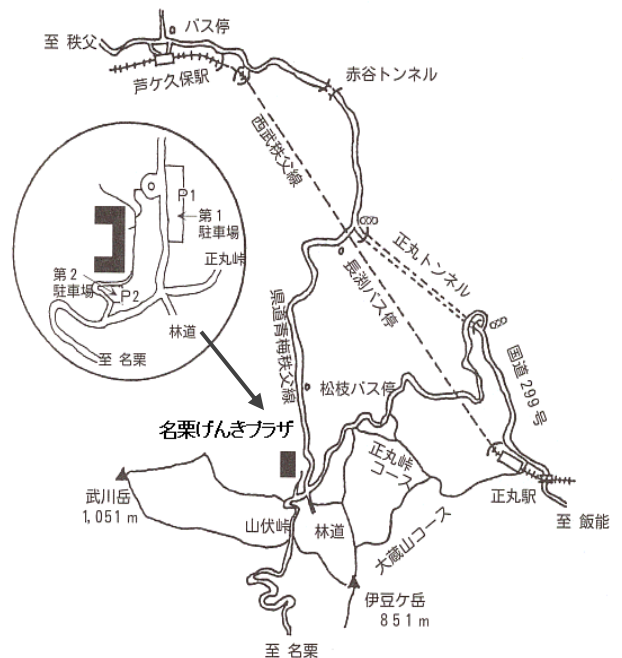 バス停
至 秩父
芦ケ久保駅
赤谷トンネル
西武秩父線
P1
第1
駐車場
正丸峠
第2
駐車場
P2
林道
至 名栗
正丸トンネル
長渕バス停
県道青梅秩父線
国道299号
松枝バス停
名栗げんきプラザ
正丸峠
コース
正丸駅
至 飯能
武川岳
1,051m
山伏峠
林道
大蔵山コース
伊豆ケ岳
851m
至 名栗